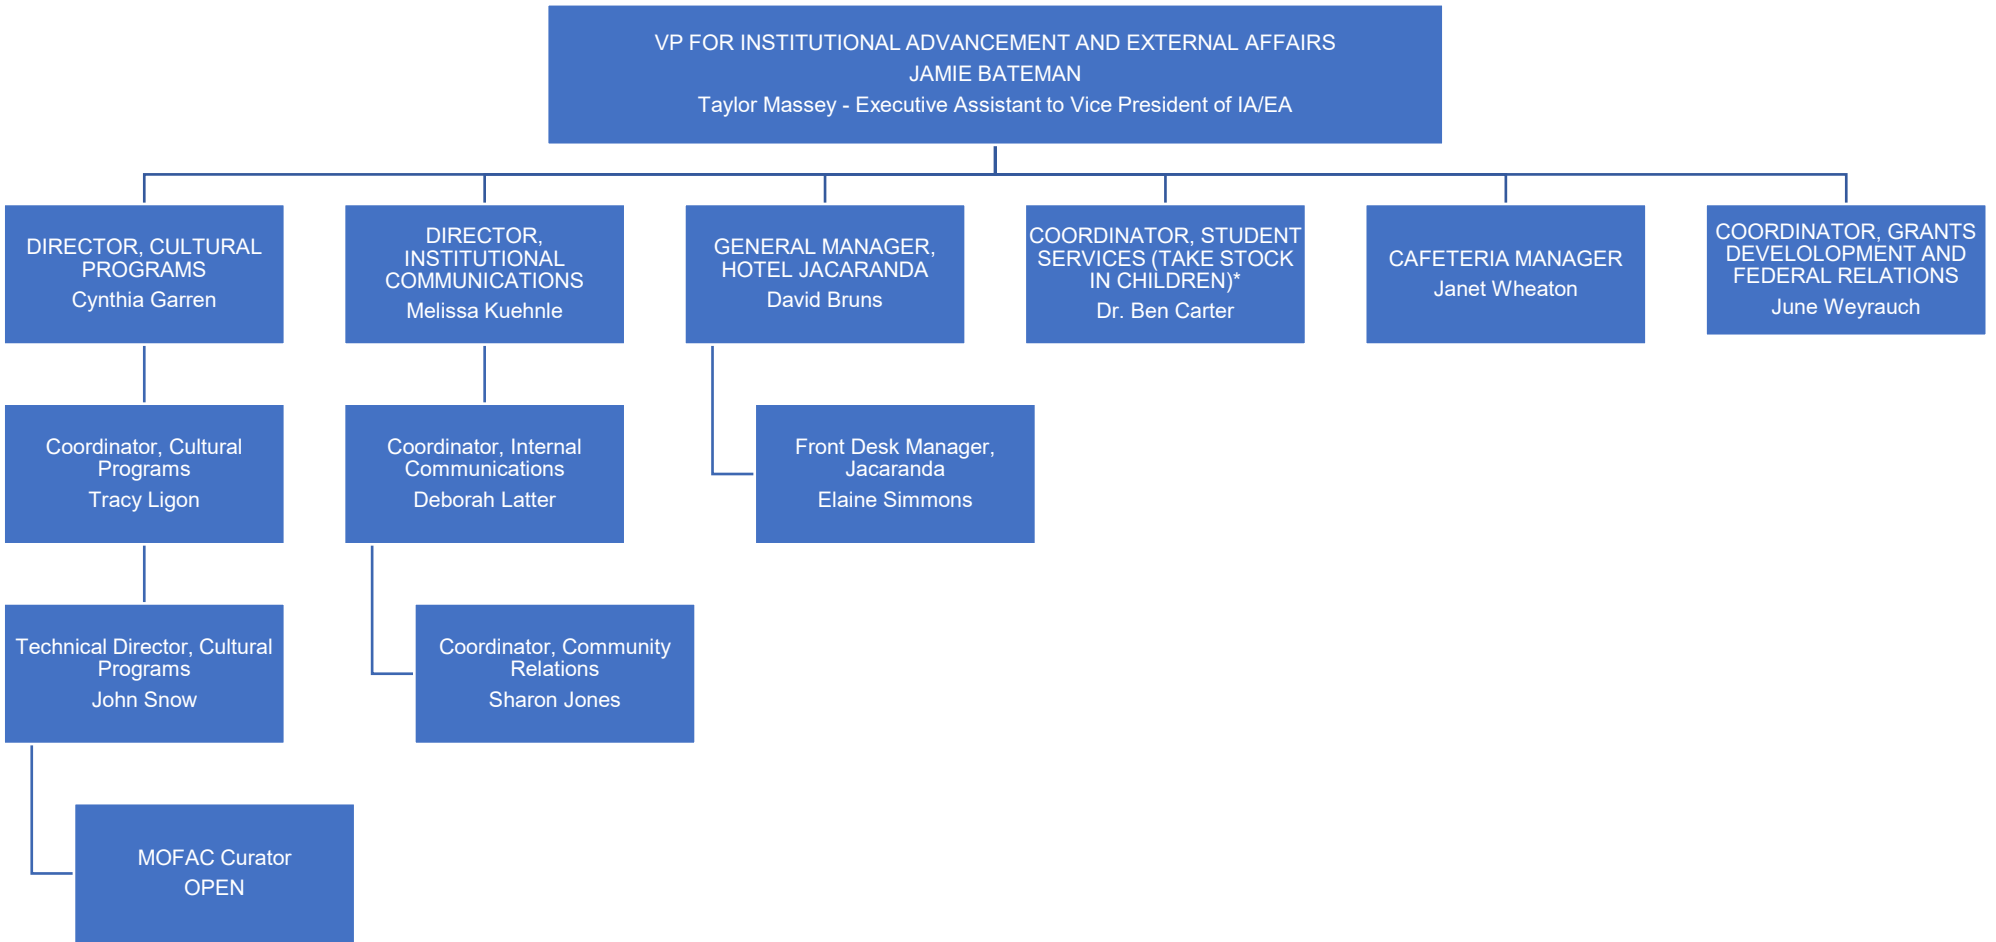 VP FOR INSTITUTIONAL ADVANCEMENT AND EXTERNAL AFFAIRS
JAMIE BATEMAN
Taylor Massey - Executive Assistant to Vice President of IA/EA
DIRECTOR, CULTURAL
PROGRAMS
Cynthia Garren
DIRECTOR,
INSTITUTIONAL
COMMUNICATIONS
Melissa Kuehnle
GENERAL MANAGER,
HOTEL JACARANDA
David Bruns
COORDINATOR, STUDENT
SERVICES (TAKE STOCK
IN CHILDREN)*
Dr. Ben Carter
CAFETERIA MANAGER
Janet Wheaton
COORDINATOR, GRANTS
DEVELOLOPMENT AND
FEDERAL RELATIONS
June Weyrauch
Coordinator, Cultural
Programs
Tracy Ligon
Coordinator, Internal
Communications
Deborah Latter
Front Desk Manager,
Jacaranda
Elaine Simmons
Technical Director, Cultural
Programs
John Snow
Coordinator, Community
Relations
Sharon Jones
MOFAC Curator
OPEN